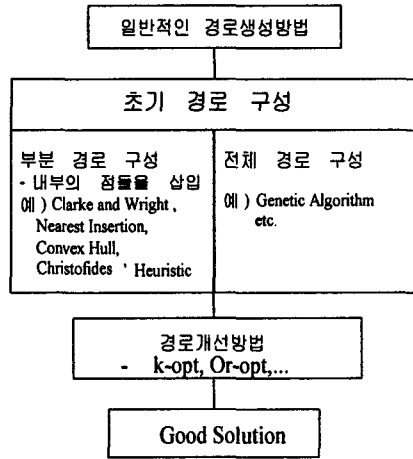 일반적인 경로생성방법
초기 경로 구성
부분 경로 구성
- 내부의 점들을 삽입
예 ) Clarke and Wright ,
Nearest Insertion,
Convex Hull,
Christofides ' Heuristic
전체 경로 구성
예 ) Genetic Algorithm
etc.
경로개선방법
- k-opt, Or-opt,...
Good Solution